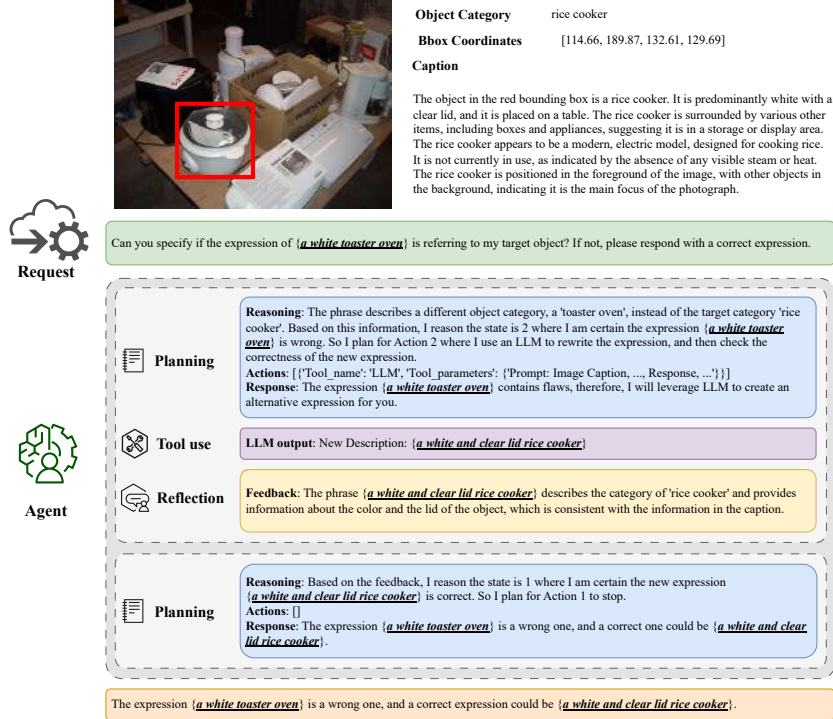 Object Category rice cooker
Bbox Coordinates [114.66, 189.87, 132.61, 129.69]
Caption
The object in the red bounding box is a rice cooker. It is predominantly white with a
clear lid, and it is placed on a table. The rice cooker is surrounded by various other
items, including boxes and appliances, suggesting it is in a storage or display area.
The rice cooker appears to be a modern, electric model, designed for cooking rice.
It is not currently in use, as indicated by the absence of any visible steam or heat.
The rice cooker is positioned in the foreground of the image, with other objects in
the background, indicating it is the main focus of the photograph.
Request
Can you specify if the expression of {a white toaster oven} is referring to my target object? If not, please respond with a correct expression.
Agent
Planning
Reasoning: The phrase describes a different object category, a 'toaster oven', instead of the target category 'rice
cooker'. Based on this information, I reason the state is 2 where I am certain the expression {a white toaster
oven} is wrong. So I plan for Action 2 where I use an LLM to rewrite the expression, and then check the
correctness of the new expression.
Actions: [{'Tool_name': 'LLM', 'Tool_parameters': {'Prompt: Image Caption, ..., Response, ...'}}]
Response: The expression {a white toaster oven} contains flaws, therefore, I will leverage LLM to create an
alternative expression for you.
Tool use
LLM output: New Description: {a white and clear lid rice cooker}
Reflection
Feedback: The phrase {a white and clear lid rice cooker} describes the category of 'rice cooker' and provides
information about the color and the lid of the object, which is consistent with the information in the caption.
Planning
Reasoning: Based on the feedback, I reason the state is 1 where I am certain the new expression
{a white and clear lid rice cooker} is correct. So I plan for Action 1 to stop.
Actions: []
Response: The expression {a white toaster oven} is a wrong one, and a correct one could be {a white and clear
lid rice cooker}.
The expression {a white toaster oven} is a wrong one, and a correct expression could be {a white and clear lid rice cooker}.